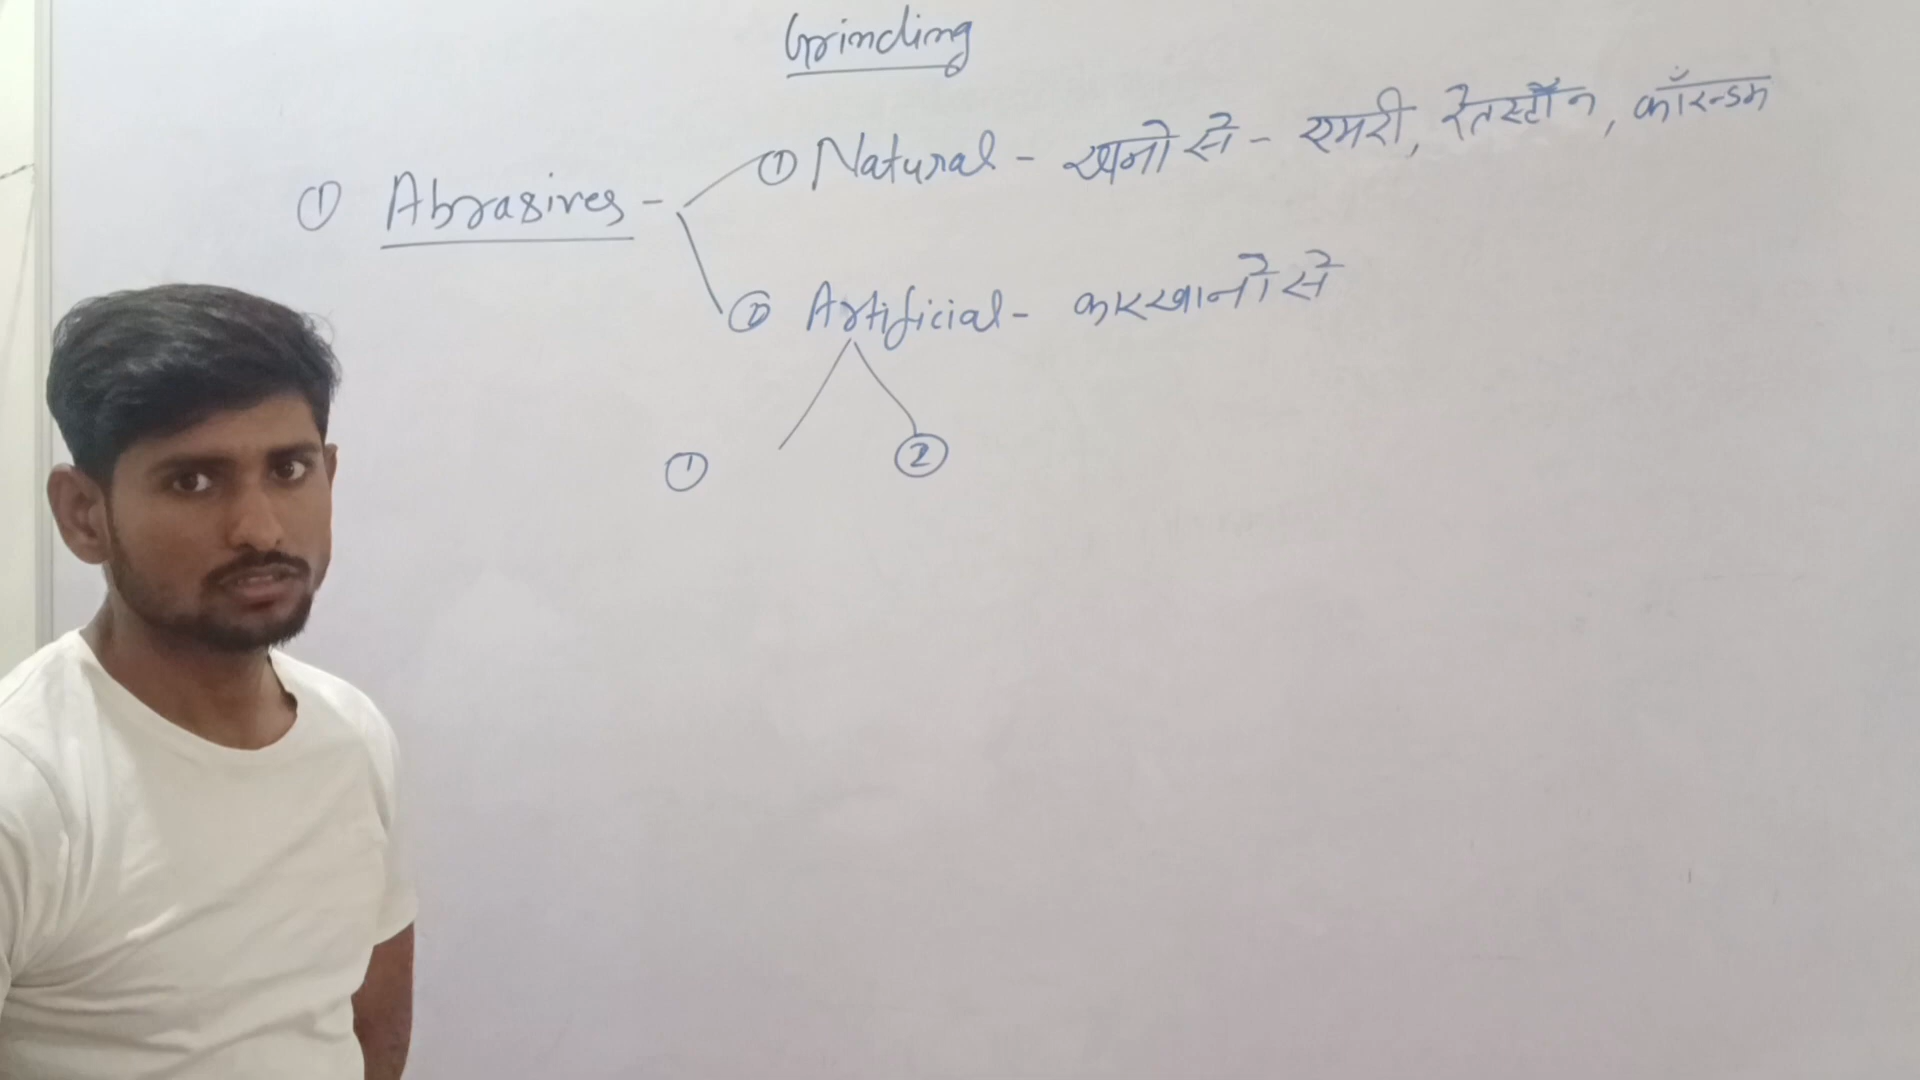 Grinding
① Abrasives - ① Natural - खानो से - एमरी, रेतस्टोन, कॉरन्डम
② Artificial - कारखानो से
① ②